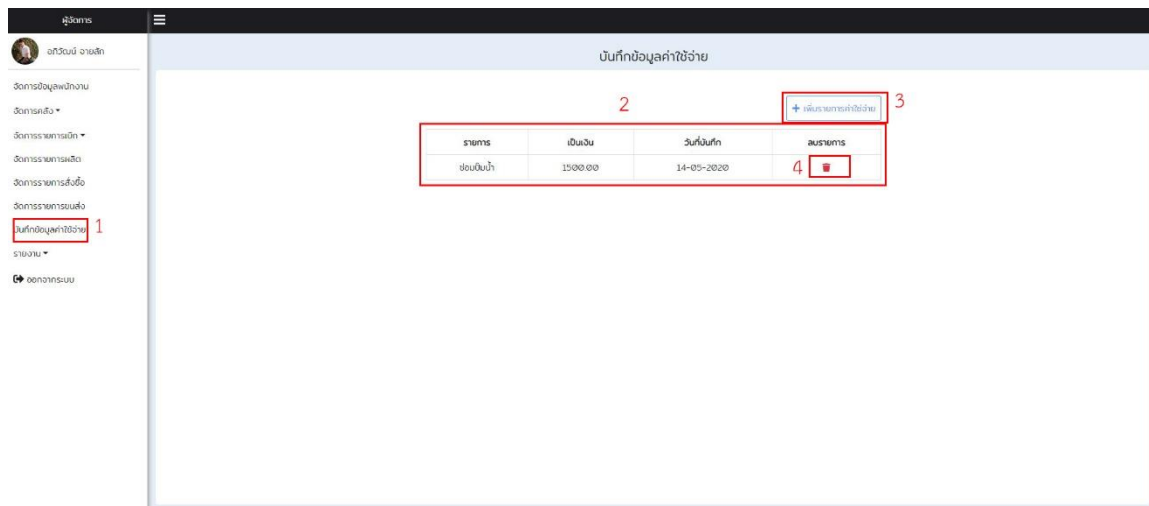 ผู้จัดการ
อภิวัฒน์ อายสัก
บันทึกข้อมูลค่าใช้จ่าย
จัดการข้อมูลพนักงาน
จัดการคลัง
จัดการรายการเบิก
จัดการรายการผลิต
จัดการรายการสั่งซื้อ
จัดการรายการขนส่ง
บันทึกข้อมูลค่าใช้จ่าย 1
รายงาน
ออกจากระบบ
2
+ เพิ่มรายการค่าใช้จ่าย 3
รายการ เป็นเงิน วันที่บันทึก ลบรายการ
ซ่อมปั๊มน้ำ 1500.00 14-05-2020 4